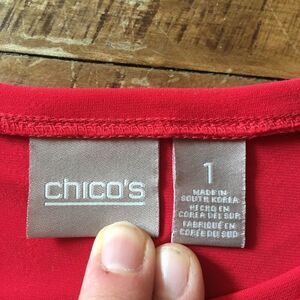 chico's
1
MADE IN
SOUTH KOREA
HECHO EN
COREA DEL SUR
FABRIQUÉ EN
CORÉE DU SUD